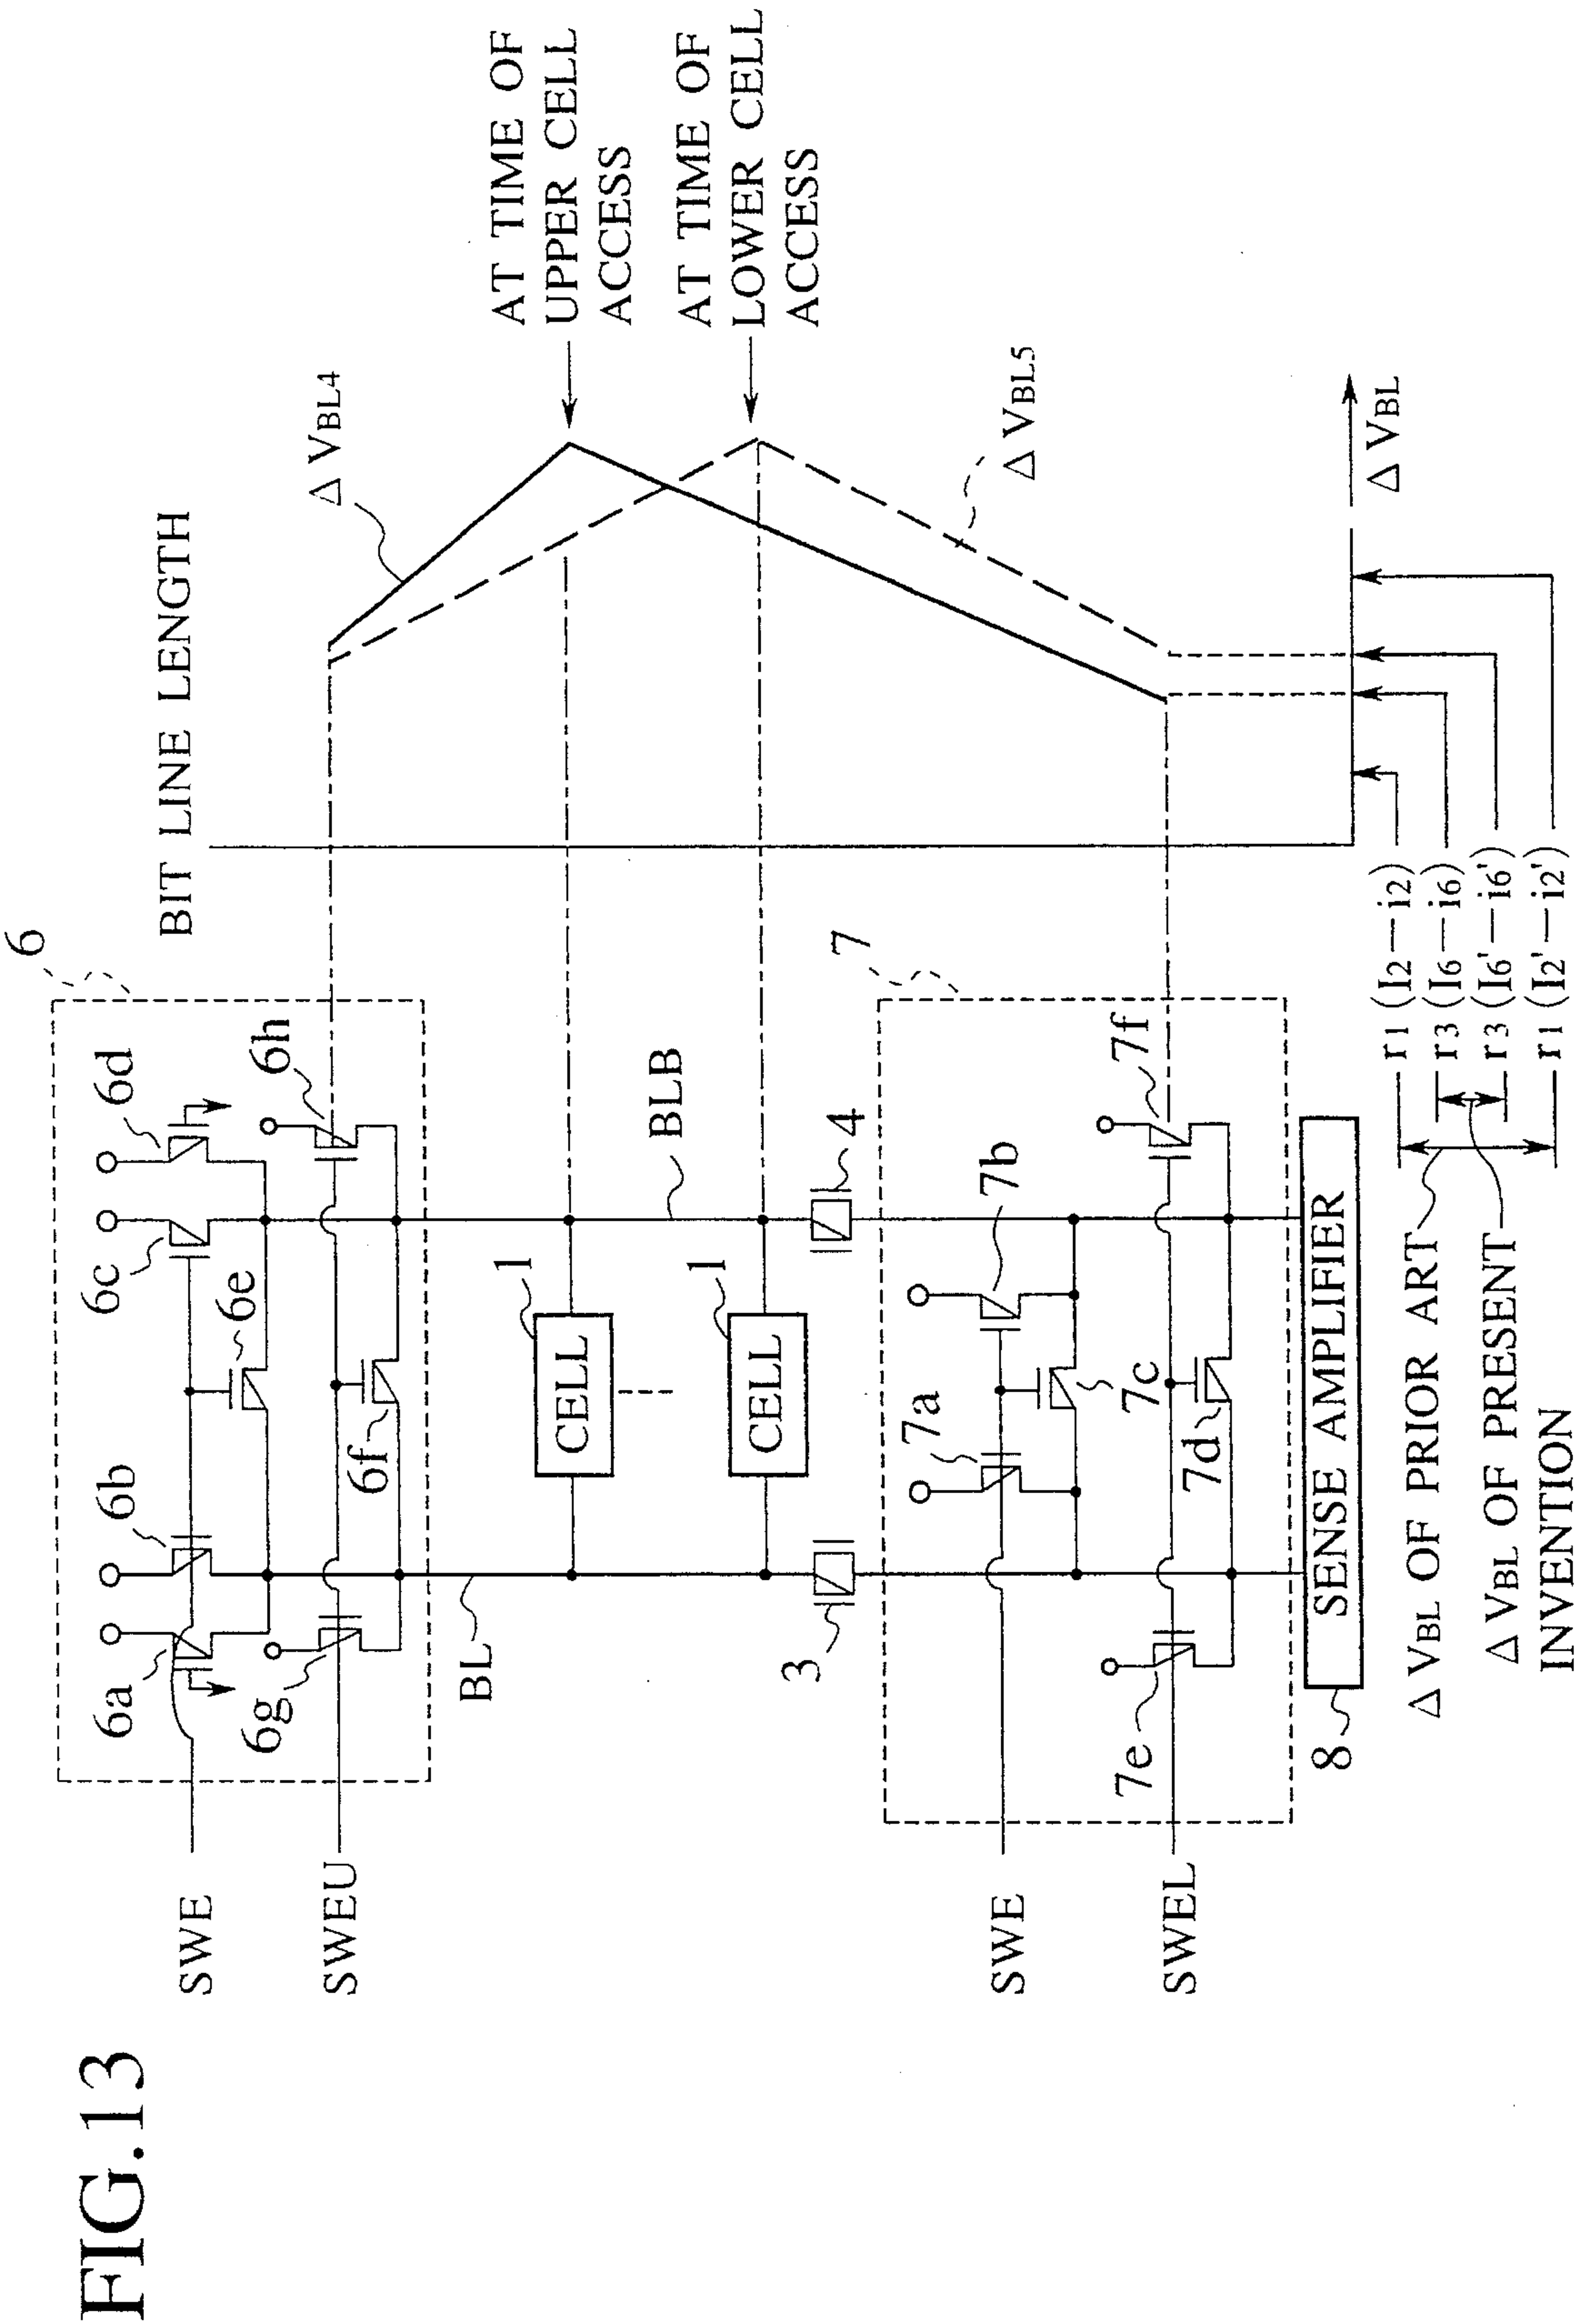 FIG.13
SWE
SWEU
SWE
SWEL
6
6a
6b
6c
6d
6e
6f
6g
6h
BL
BLB
CELL
1
CELL
1
3
4
7
7a
7b
7c
7d
7e
7f
SENSE AMPLIFIER
8
BIT LINE LENGTH
Δ VBL4
Δ VBL5
AT TIME OF
UPPER CELL
ACCESS
AT TIME OF
LOWER CELL
ACCESS
Δ VBL
r1 (I2−i2)
r3 (I6−i6)
r3 (I6'−i6')
r1 (I2'−i2')
Δ VBL OF PRIOR ART
Δ VBL OF PRESENT
INVENTION